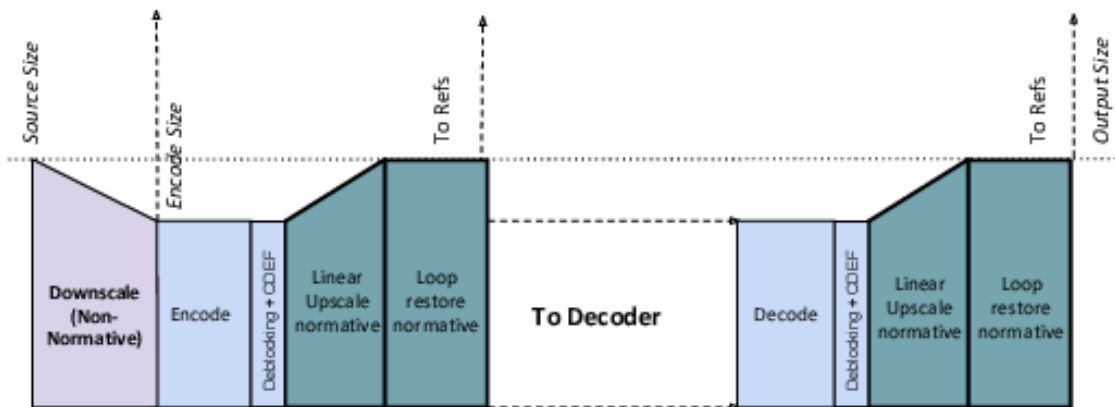 Source Size
Encode Size
To Refs
To Refs
Output Size
Downscale
(Non-
Normative)
Encode
Deblocking + CDEF
Linear
Upscale
normative
Loop
restore
normative
To Decoder
Decode
Deblocking + CDEF
Linear
Upscale
normative
Loop
restore
normative